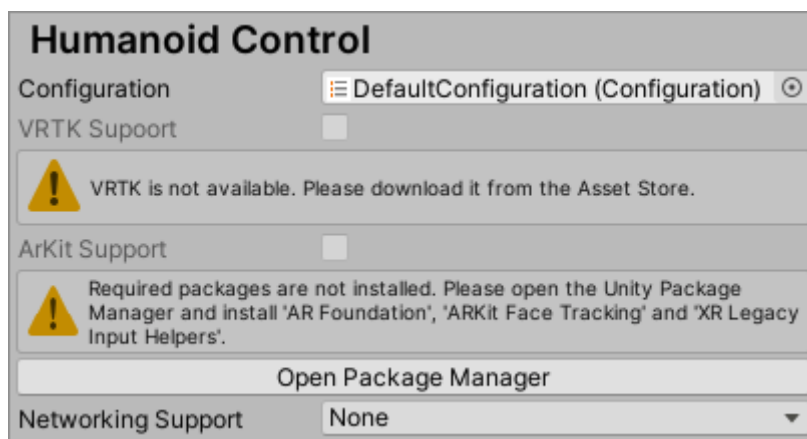 Humanoid Control
Configuration DefaultConfiguration (Configuration)
VRTK Supoort
VRTK is not available. Please download it from the Asset Store.
ArKit Support
Required packages are not installed. Please open the Unity Package
Manager and install 'AR Foundation', 'ARKit Face Tracking' and 'XR Legacy
Input Helpers'.
Open Package Manager
Networking Support None